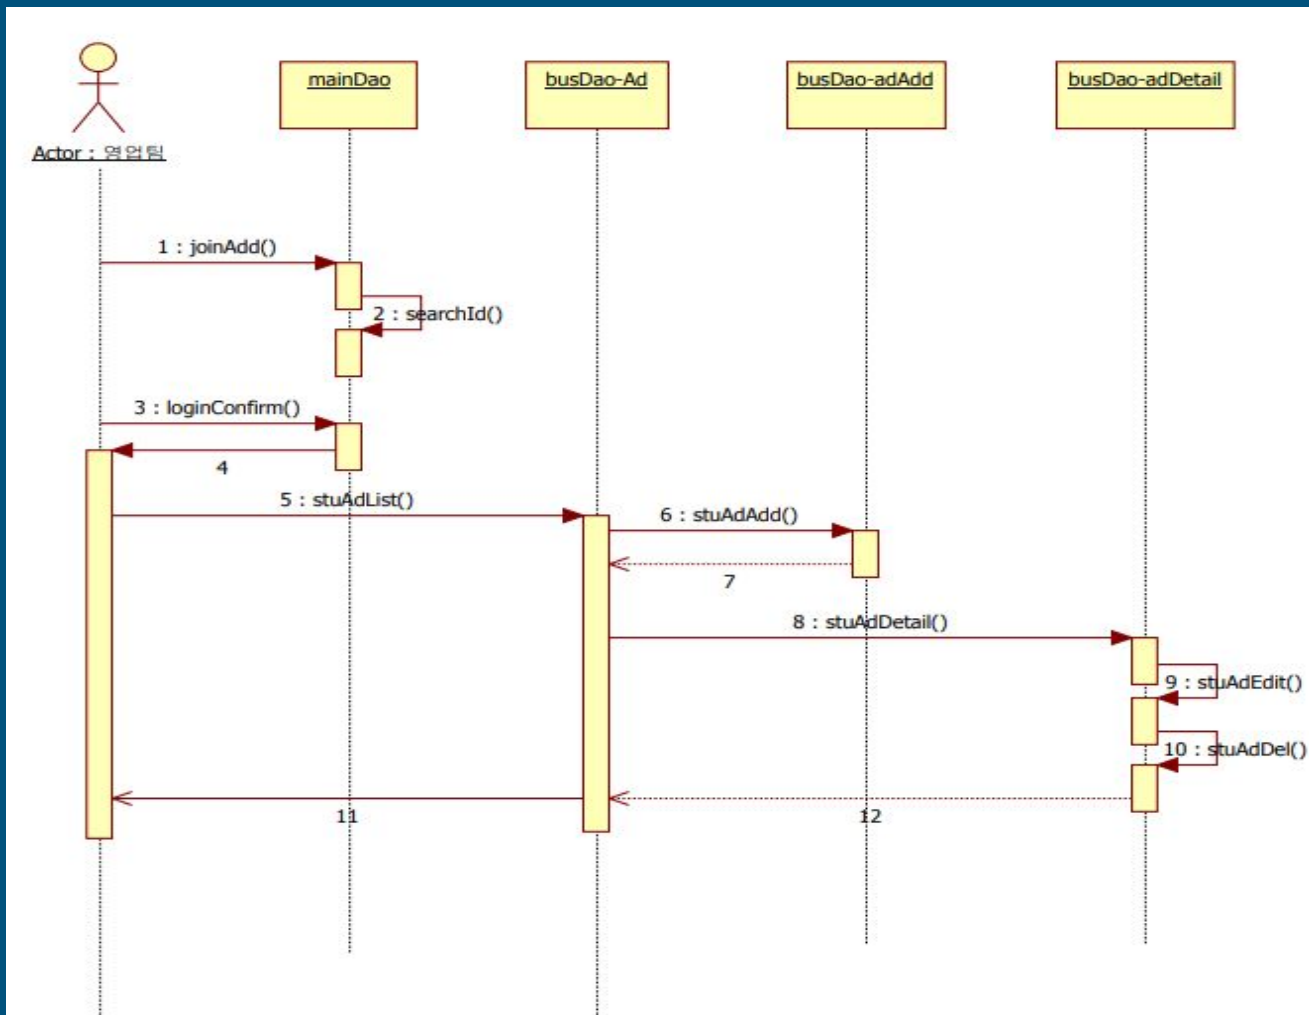 mainDao
busDao-Ad
busDao-adAdd
busDao-adDetail
Actor : 영업팀
1 : joinAdd()
2 : searchId()
3 : loginConfirm()
4
5 : stuAdList()
6 : stuAdAdd()
7
8 : stuAdDetail()
9 : stuAdEdit()
10 : stuAdDel()
11
12